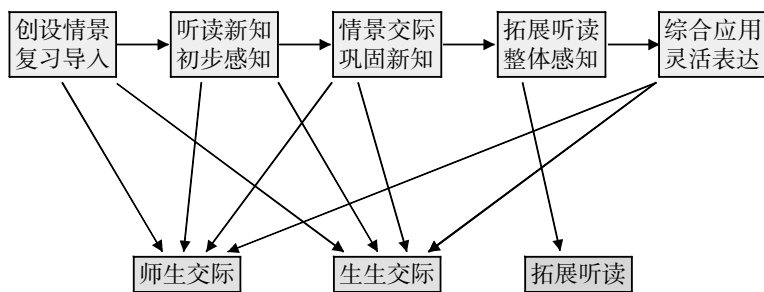 创设情景
复习导入
听读新知
初步感知
情景交际
巩固新知
拓展听读
整体感知
综合应用
灵活表达
师生交际
生生交际
拓展听读